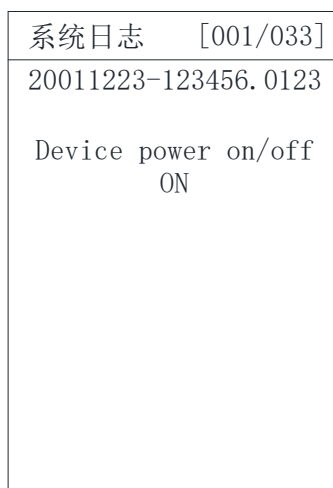 系统日志 [001/033]
20011223-123456.0123
Device power on/off
ON